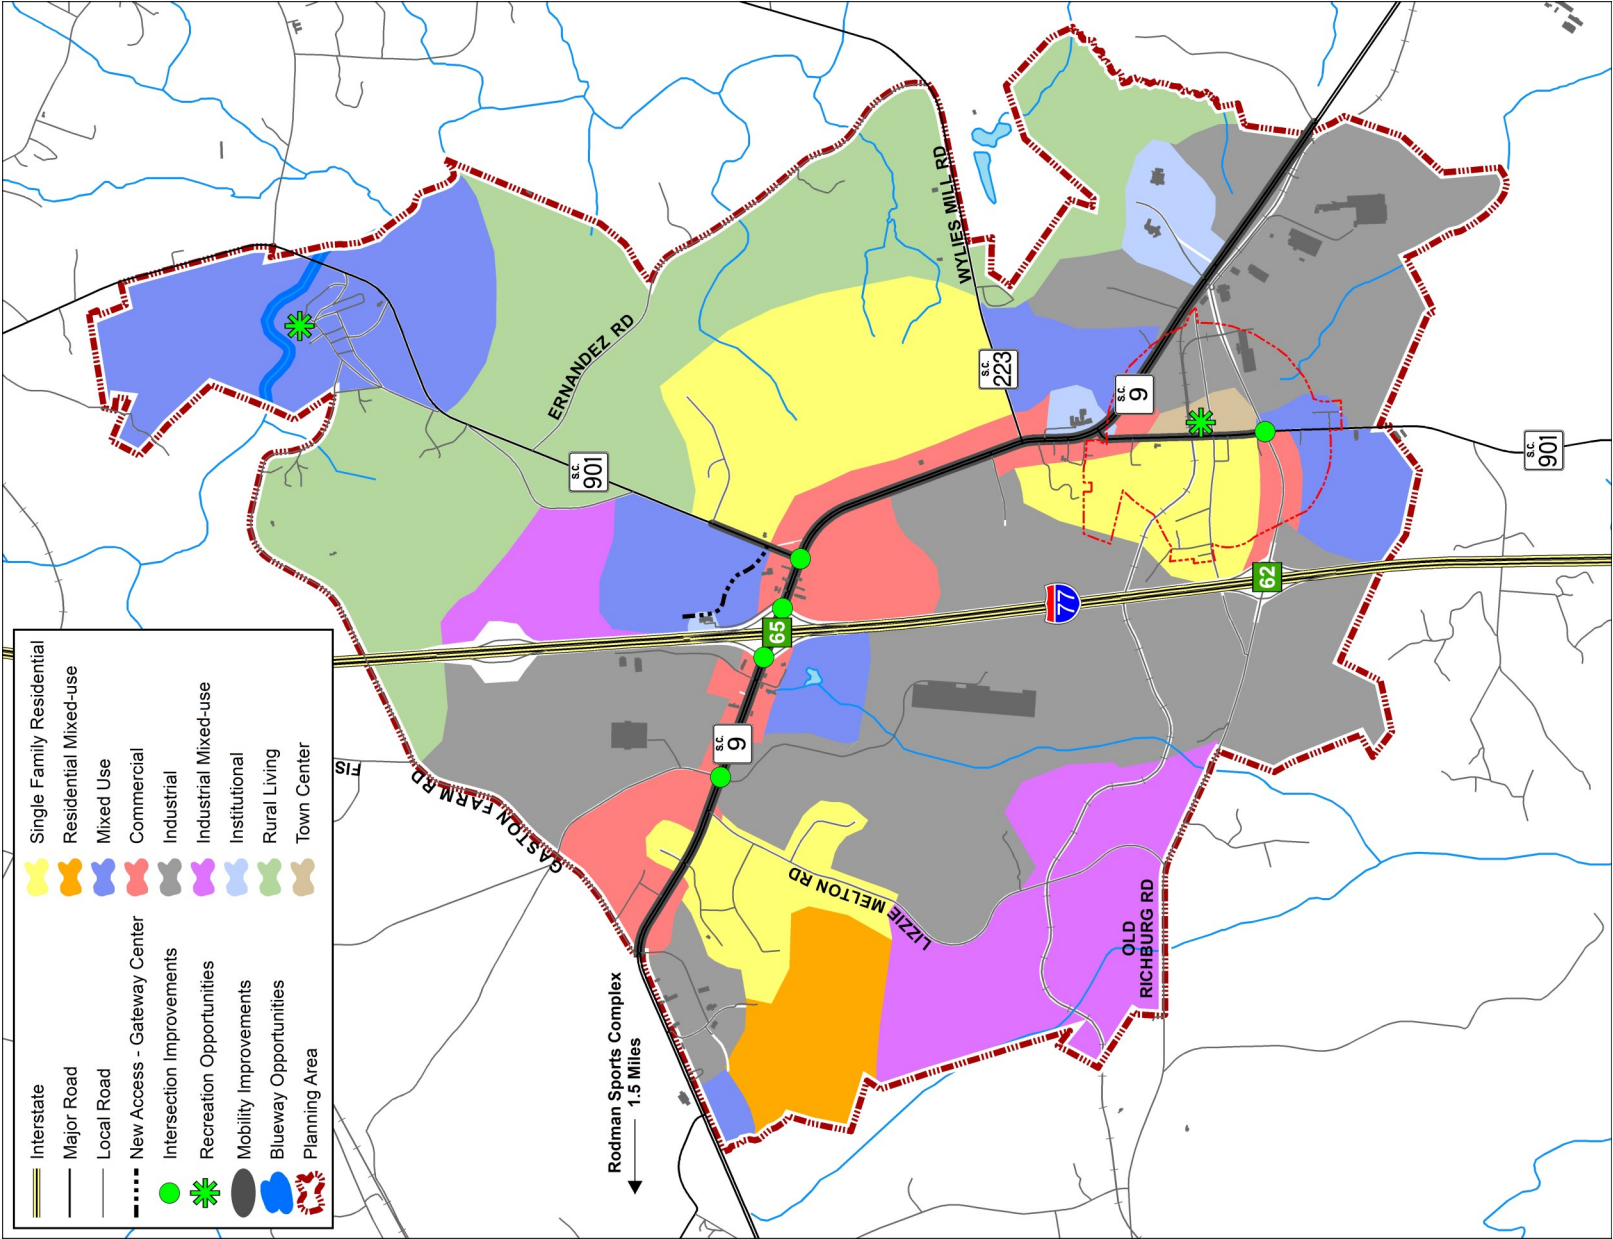 Interstate
Major Road
Local Road
New Access - Gateway Center
Intersection Improvements
Recreation Opportunities
Mobility Improvements
Blueway Opportunities
Planning Area
Single Family Residential
Residential Mixed-use
Mixed Use
Commercial
Industrial
Industrial Mixed-use
Institutional
Rural Living
Town Center
FIS
GASTON FARM RD
ERNANDEZ RD
WYLIES MILL RD
S.C.
901
S.C.
223
S.C.
9
S.C.
9
S.C.
901
65
77
62
LIZZIE MELTON RD
OLD
RICHBURG RD
Rodman Sports Complex
1.5 Miles